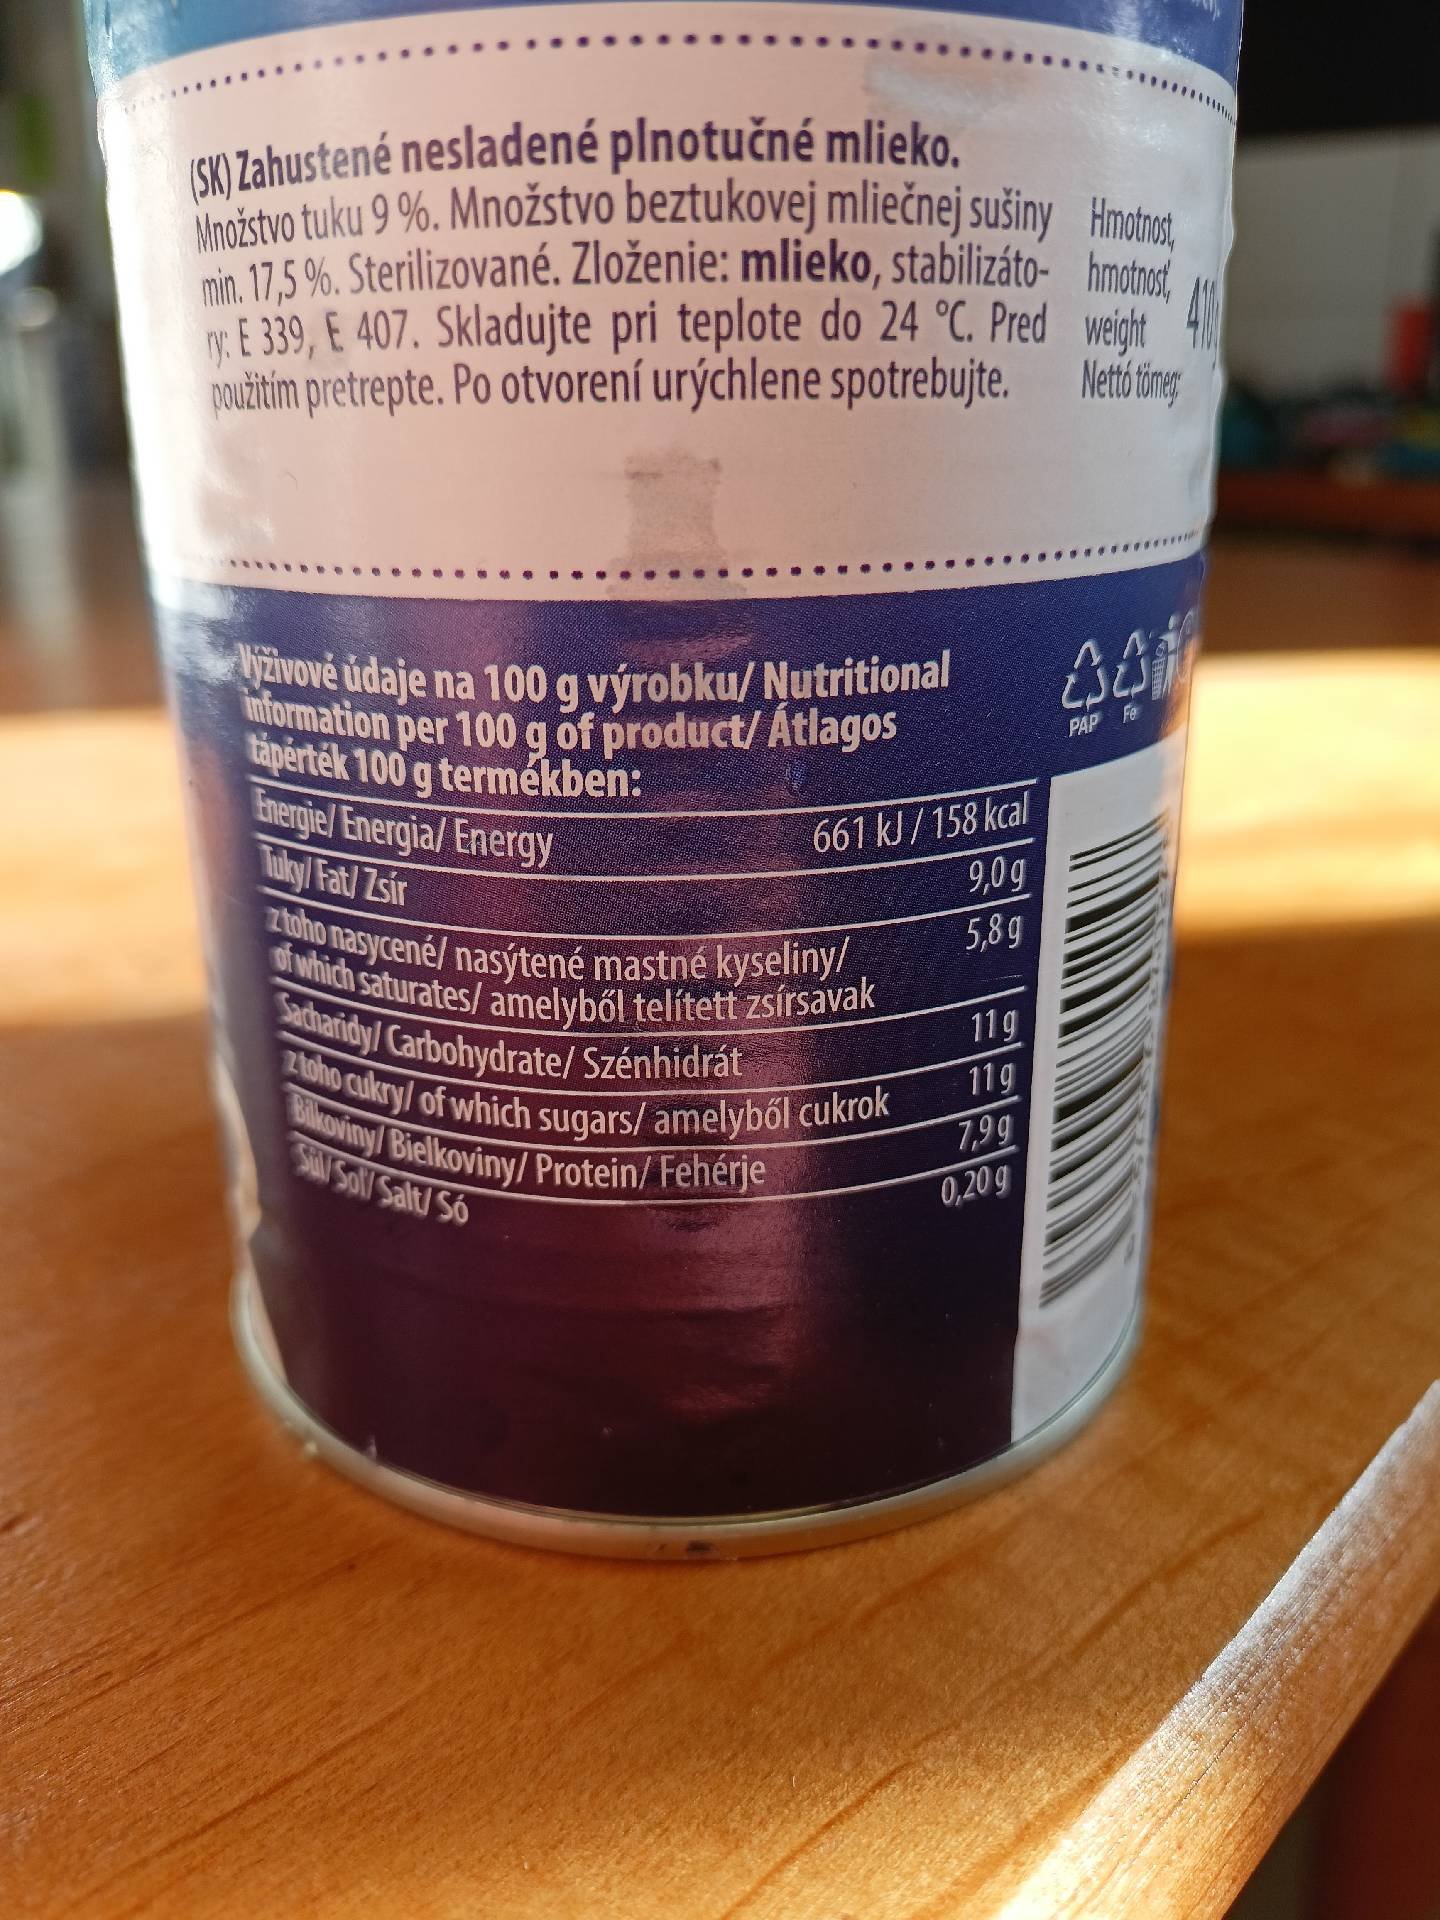 (SK) Zahustené nesladené plnotučné mlieko.
Množstvo tuku 9 %. Množstvo beztukovej mliečnej sušiny
min. 17,5 %. Sterilizované. Zloženie: mlieko, stabilizáto-
ry: E 339, E 407. Skladujte pri teplote do 24 °C. Pred
použitím pretrepte. Po otvorení urýchlene spotrebujte.
Hmotnost,
hmotnosť,
weight
Nettó tömeg:
410
Výživové údaje na 100 g výrobku/ Nutritional
information per 100 g of product/ Átlagos
tápérték 100 g termékben:
Energie/ Energia/ Energy 661 kJ / 158 kcal
Tuky/ Fat/ Zsír 9,0 g
z toho nasycené/ nasýtené mastné kyseliny/ 5,8 g
of which saturates/ amelyből telített zsírsavak
Sacharidy/ Carbohydrate/ Szénhidrát 11 g
z toho cukry/ of which sugars/ amelyből cukrok 11 g
Bílkoviny/ Bielkoviny/ Protein/ Fehérje 7,9 g
Sůl/ Soľ/ Salt/ Só 0,20 g
PAP Fe